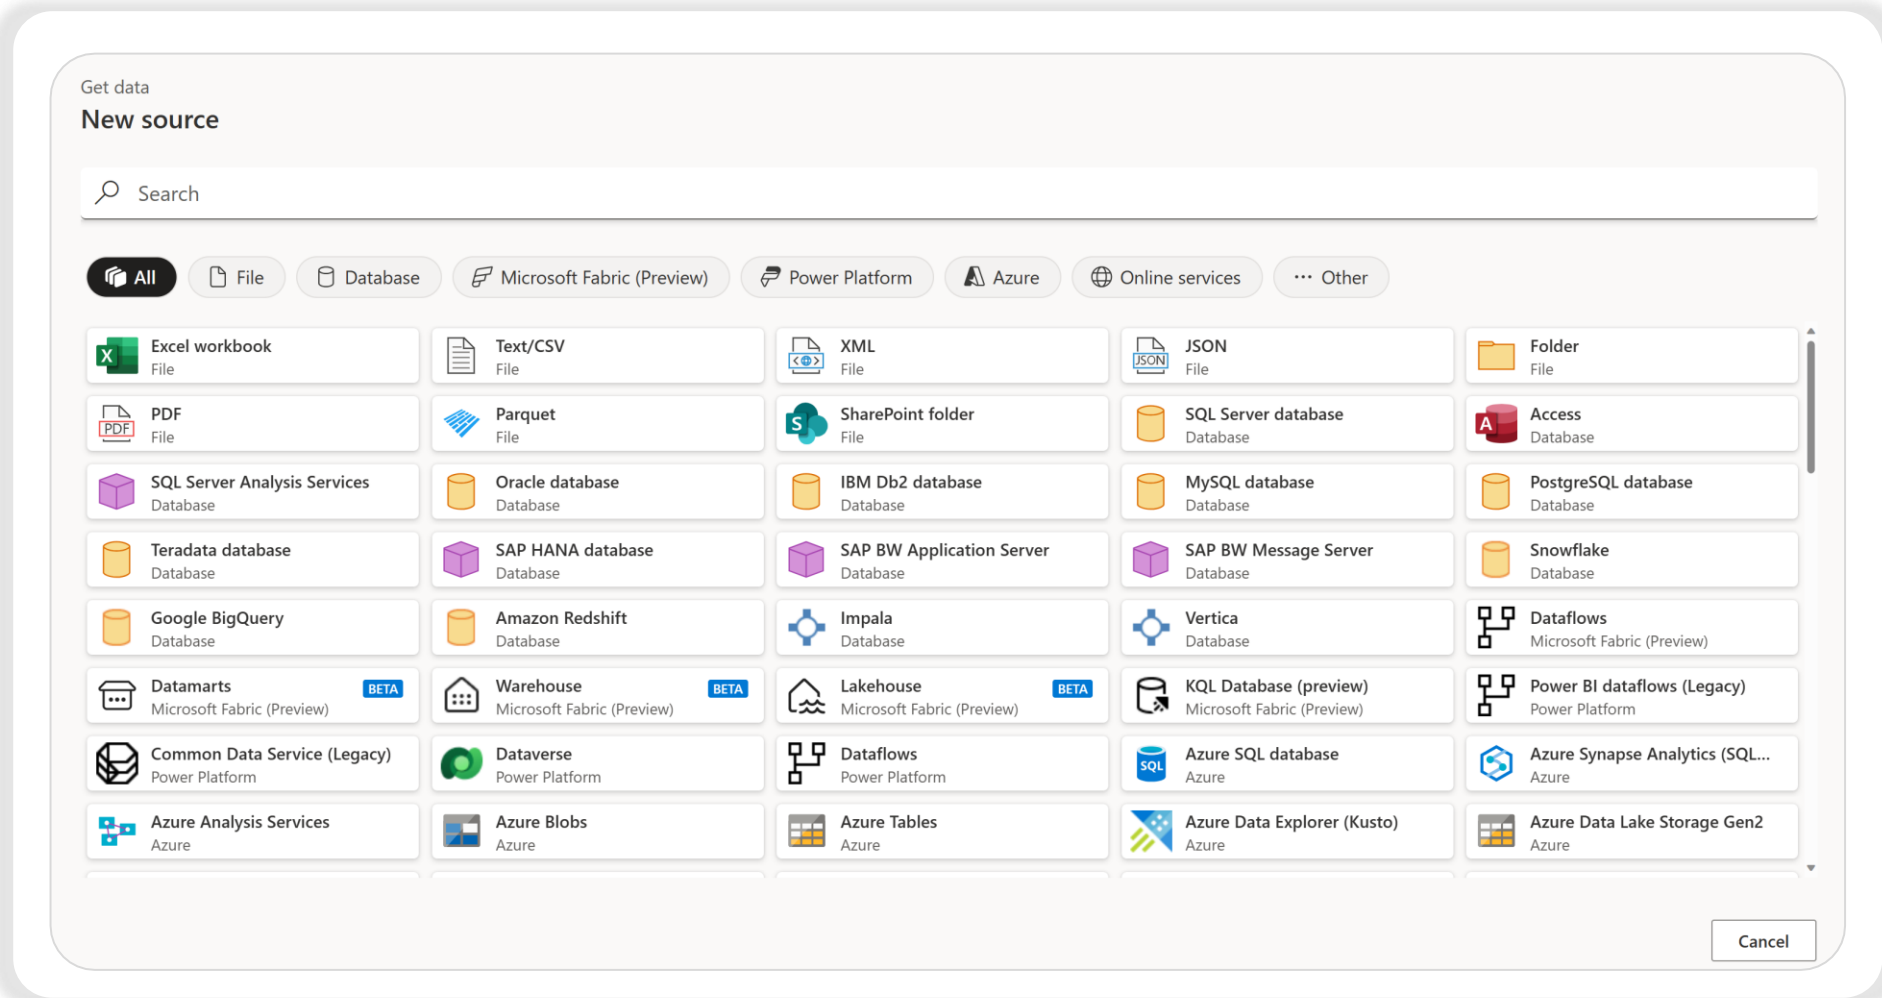 Get data
New source
Search
All File Database Microsoft Fabric (Preview) Power Platform Azure Online services ··· Other
Excel workbook
File
Text/CSV
File
XML
File
JSON
JSON
File
Folder
File
PDF
PDF
File
Parquet
File
S
SharePoint folder
File
SQL Server database
Database
A
Access
Database
SQL Server Analysis Services
Database
Oracle database
Database
IBM Db2 database
Database
MySQL database
Database
PostgreSQL database
Database
Teradata database
Database
SAP HANA database
Database
SAP BW Application Server
Database
SAP BW Message Server
Database
Snowflake
Database
Google BigQuery
Database
Amazon Redshift
Database
Impala
Database
Vertica
Database
Dataflows
Microsoft Fabric (Preview)
Datamarts BETA
Microsoft Fabric (Preview)
Warehouse BETA
Microsoft Fabric (Preview)
Lakehouse BETA
Microsoft Fabric (Preview)
KQL Database (preview)
Microsoft Fabric (Preview)
Power BI dataflows (Legacy)
Power Platform
Common Data Service (Legacy)
Power Platform
Dataverse
Power Platform
Dataflows
Power Platform
SQL
Azure SQL database
Azure
Azure Synapse Analytics (SQL...
Azure
Azure Analysis Services
Azure
Azure Blobs
Azure
Azure Tables
Azure
Azure Data Explorer (Kusto)
Azure
Azure Data Lake Storage Gen2
Azure
Cancel